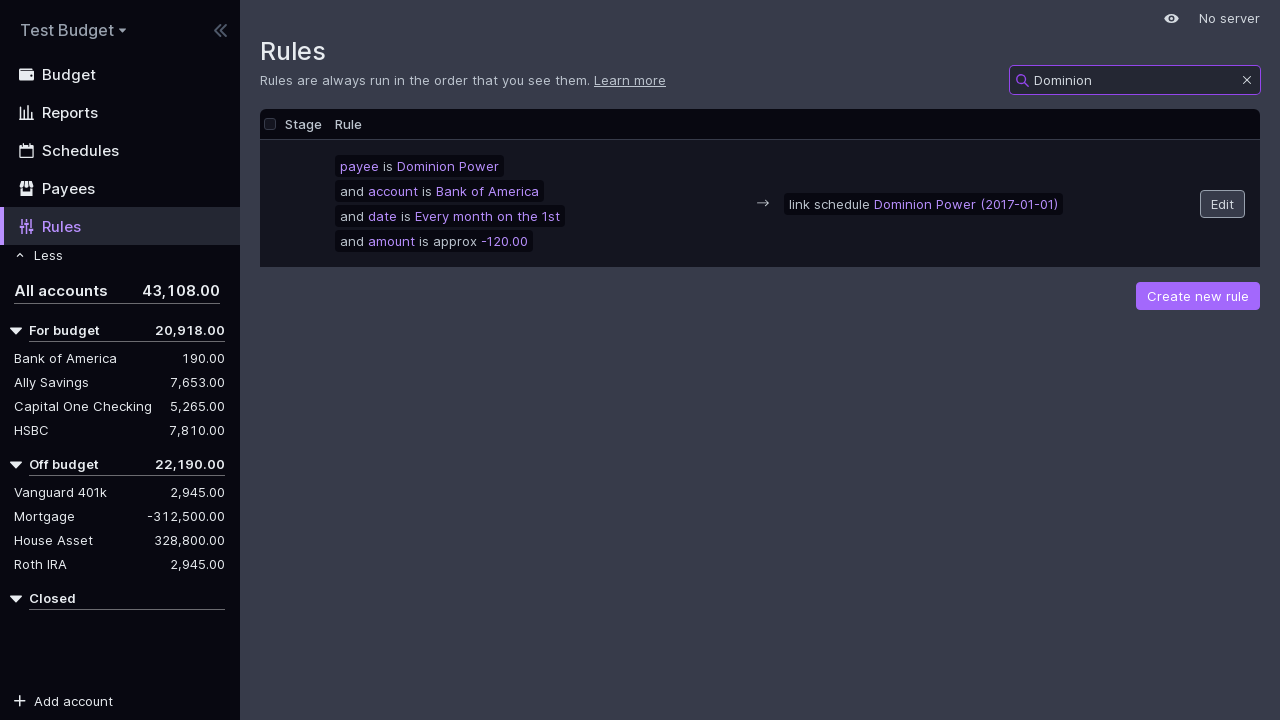 Test Budget
Budget
Reports
Schedules
Payees
Rules
Less
All accounts 43,108.00
For budget 20,918.00
Bank of America 190.00
Ally Savings 7,653.00
Capital One Checking 5,265.00
HSBC 7,810.00
Off budget 22,190.00
Vanguard 401k 2,945.00
Mortgage -312,500.00
House Asset 328,800.00
Roth IRA 2,945.00
Closed
Add account
No server
Rules
Rules are always run in the order that you see them. Learn more
Dominion
Stage Rule
payee is Dominion Power
and account is Bank of America
and date is Every month on the 1st
and amount is approx -120.00
→ link schedule Dominion Power (2017-01-01)
Edit
Create new rule